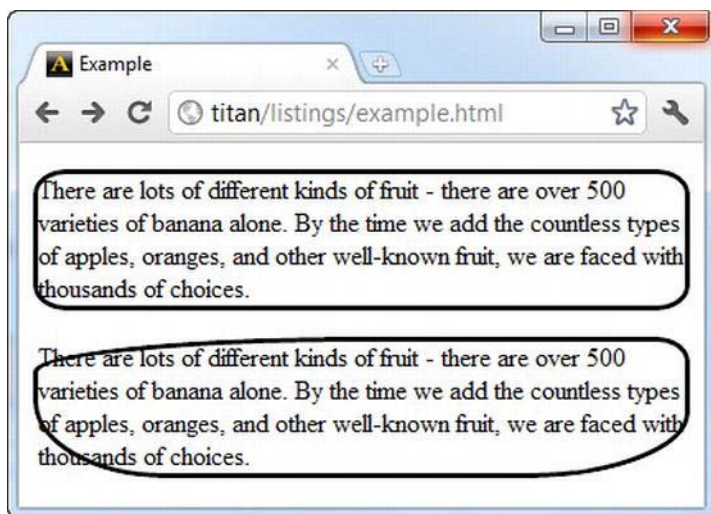 Example
titan/listings/example.html
There are lots of different kinds of fruit - there are over 500
varieties of banana alone. By the time we add the countless types
of apples, oranges, and other well-known fruit, we are faced with
thousands of choices.
There are lots of different kinds of fruit - there are over 500
varieties of banana alone. By the time we add the countless types
of apples, oranges, and other well-known fruit, we are faced with
thousands of choices.